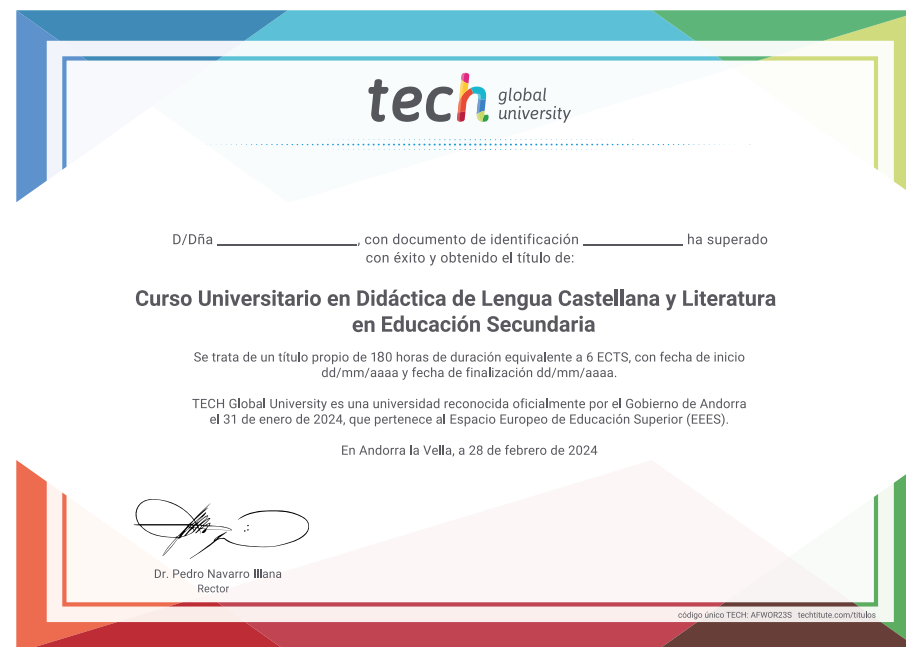 tech global university
D/Dña ______________, con documento de identificación __________ ha superado
con éxito y obtenido el título de:
Curso Universitario en Didáctica de Lengua Castellana y Literatura
en Educación Secundaria
Se trata de un título propio de 180 horas de duración equivalente a 6 ECTS, con fecha de inicio
dd/mm/aaaa y fecha de finalización dd/mm/aaaa.
TECH Global University es una universidad reconocida oficialmente por el Gobierno de Andorra
el 31 de enero de 2024, que pertenece al Espacio Europeo de Educación Superior (EEES).
En Andorra la Vella, a 28 de febrero de 2024
Dr. Pedro Navarro Illana
Rector
código único TECH: AFWOR23S techtitute.com/titulos